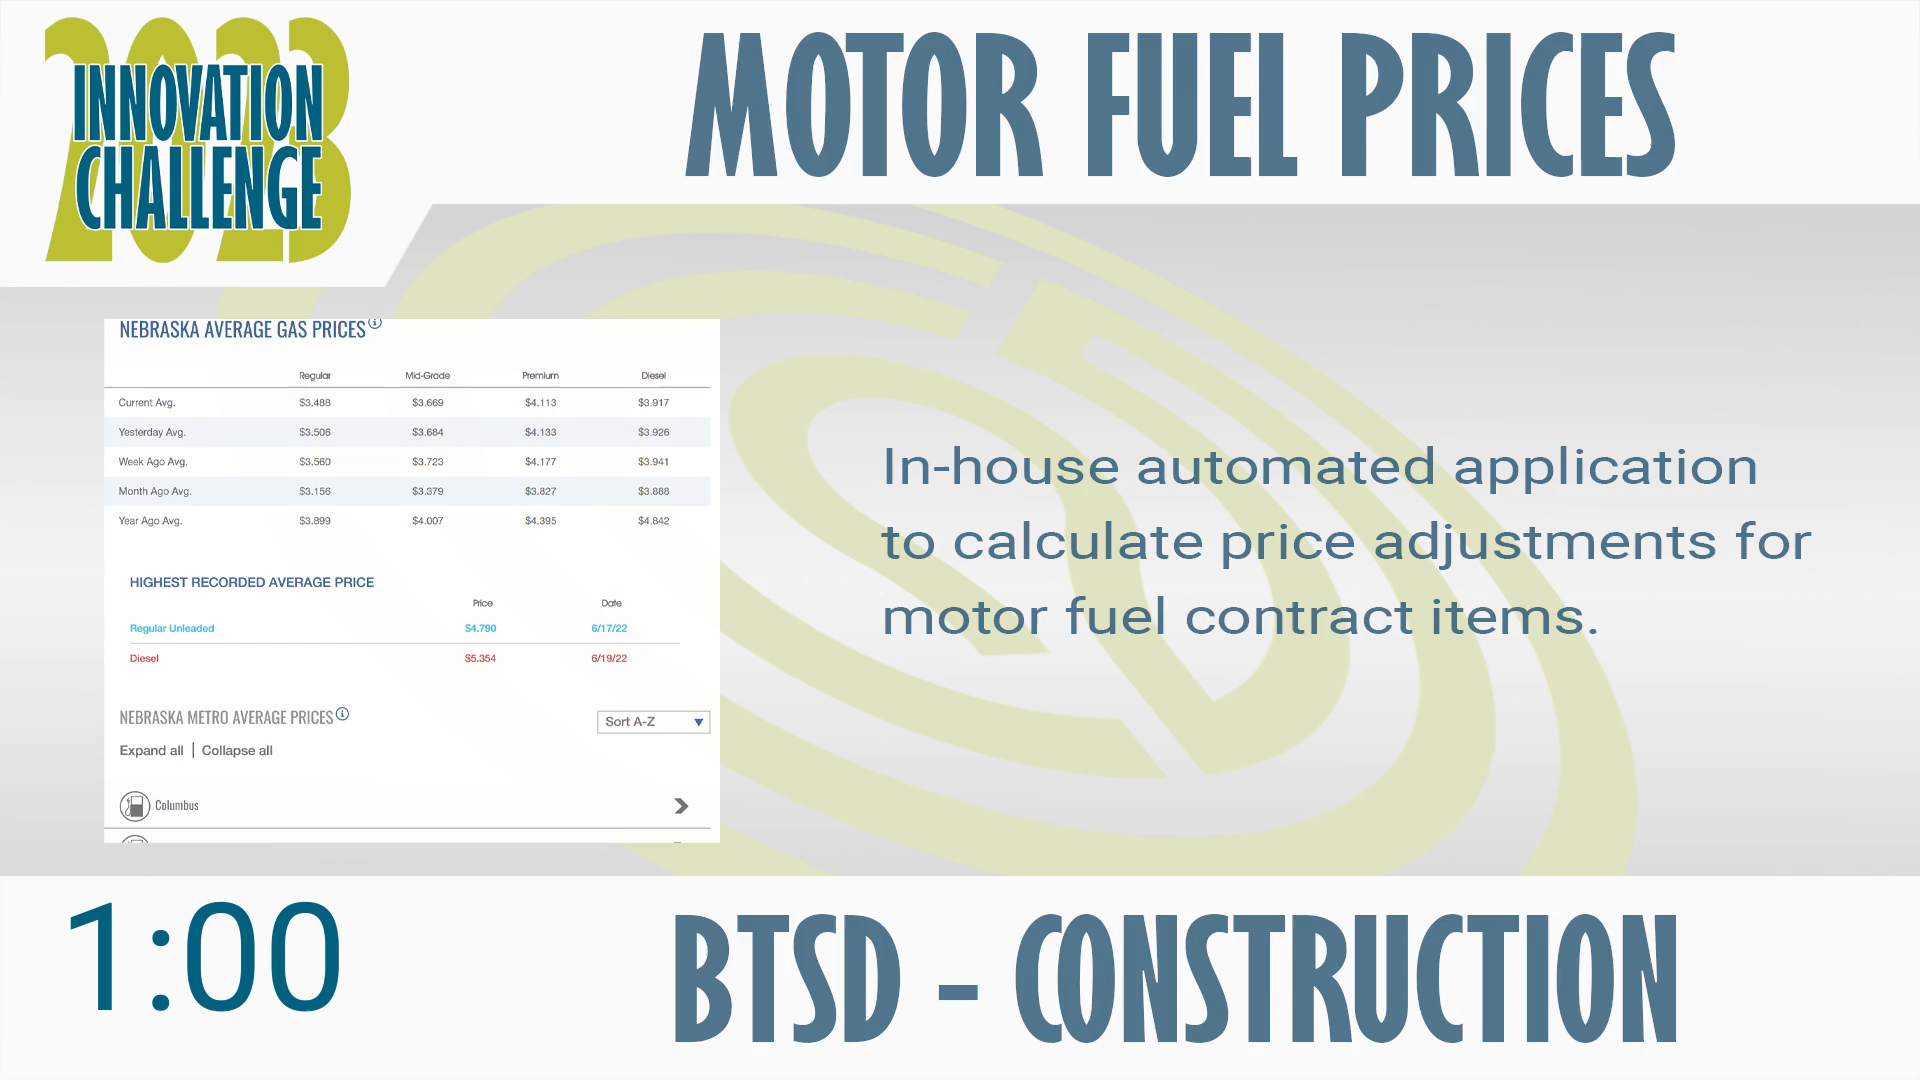 2023
INNOVATION
CHALLENGE
MOTOR FUEL PRICES
NEBRASKA AVERAGE GAS PRICES
Regular Mid-Grade Premium Diesel
Current Avg. $3.488 $3.669 $4.113 $3.917
Yesterday Avg. $3.506 $3.684 $4.133 $3.926
Week Ago Avg. $3.560 $3.723 $4.177 $3.941
Month Ago Avg. $3.156 $3.379 $3.827 $3.888
Year Ago Avg. $3.899 $4.007 $4.395 $4.842
HIGHEST RECORDED AVERAGE PRICE
Price Date
Regular Unleaded $4.790 6/17/22
Diesel $5.354 6/19/22
NEBRASKA METRO AVERAGE PRICES
Sort A-Z
Expand all | Collapse all
Columbus
In-house automated application
to calculate price adjustments for
motor fuel contract items.
1:00
BTSD - CONSTRUCTION